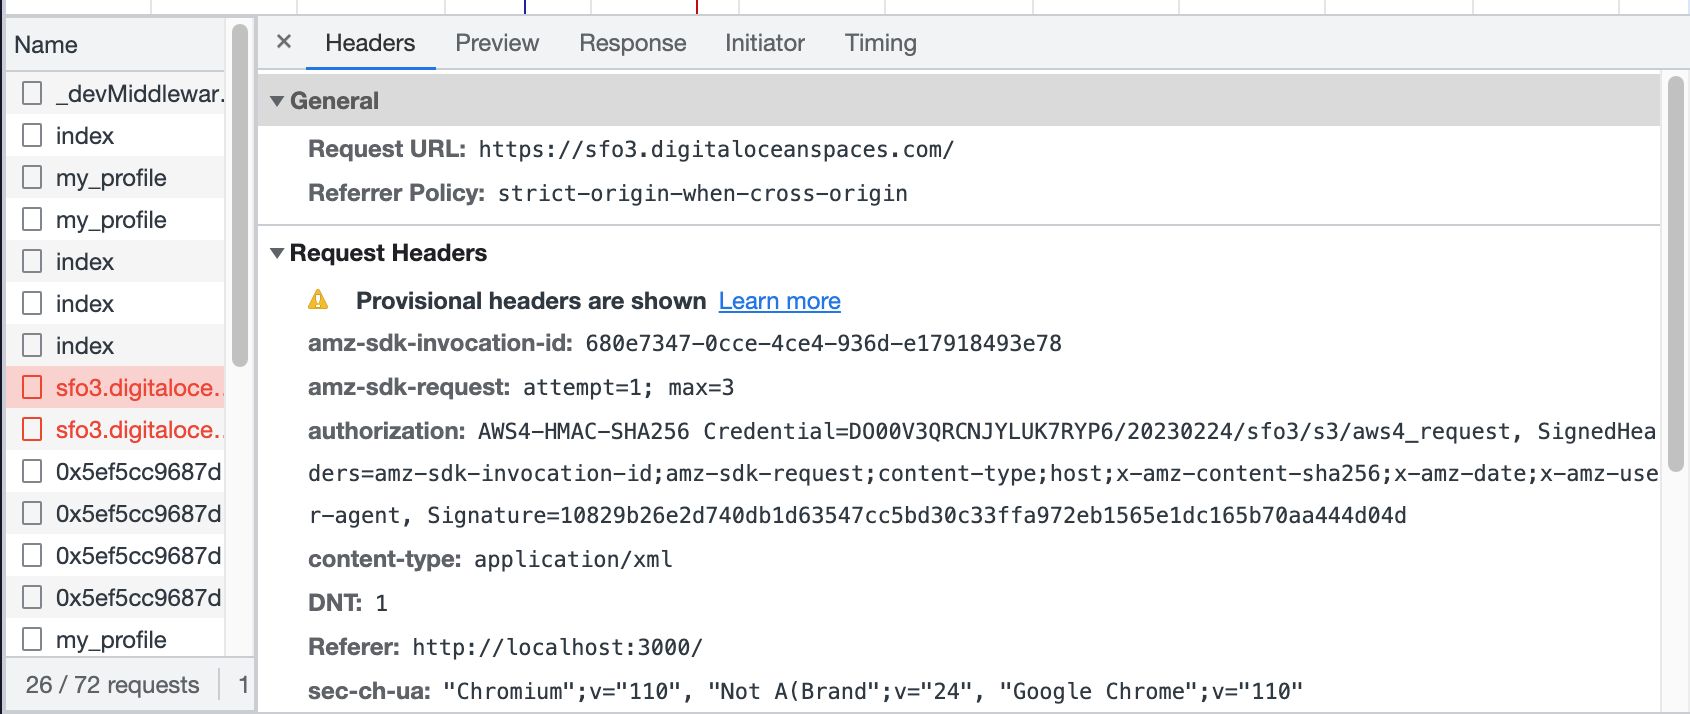 Name
_devMiddlewar.
index
my_profile
my_profile
index
index
index
sfo3.digitaloce..
sfo3.digitaloce..
0x5ef5cc9687d
0x5ef5cc9687d
0x5ef5cc9687d
0x5ef5cc9687d
my_profile
26 / 72 requests 1
× Headers Preview Response Initiator Timing
▼ General
Request URL: https://sfo3.digitaloceanspaces.com/
Referrer Policy: strict-origin-when-cross-origin
▼ Request Headers
Provisional headers are shown Learn more
amz-sdk-invocation-id: 680e7347-0cce-4ce4-936d-e17918493e78
amz-sdk-request: attempt=1; max=3
authorization: AWS4-HMAC-SHA256 Credential=DO00V3QRCNJYLUK7RYP6/20230224/sfo3/s3/aws4_request, SignedHea
ders=amz-sdk-invocation-id;amz-sdk-request;content-type;host;x-amz-content-sha256;x-amz-date;x-amz-use
r-agent, Signature=10829b26e2d740db1d63547cc5bd30c33ffa972eb1565e1dc165b70aa444d04d
content-type: application/xml
DNT: 1
Referer: http://localhost:3000/
sec-ch-ua: "Chromium";v="110", "Not A(Brand";v="24", "Google Chrome";v="110"